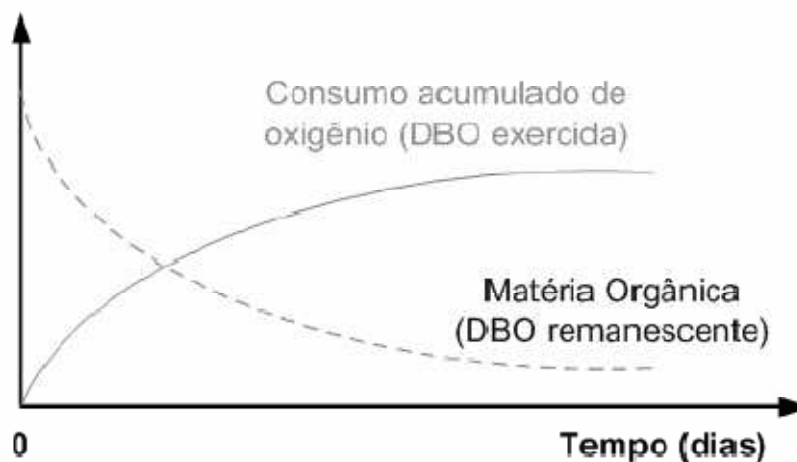 Consumo acumulado de
oxigênio (DBO exercida)
Matéria Orgânica
(DBO remanescente)
0
Tempo (dias)